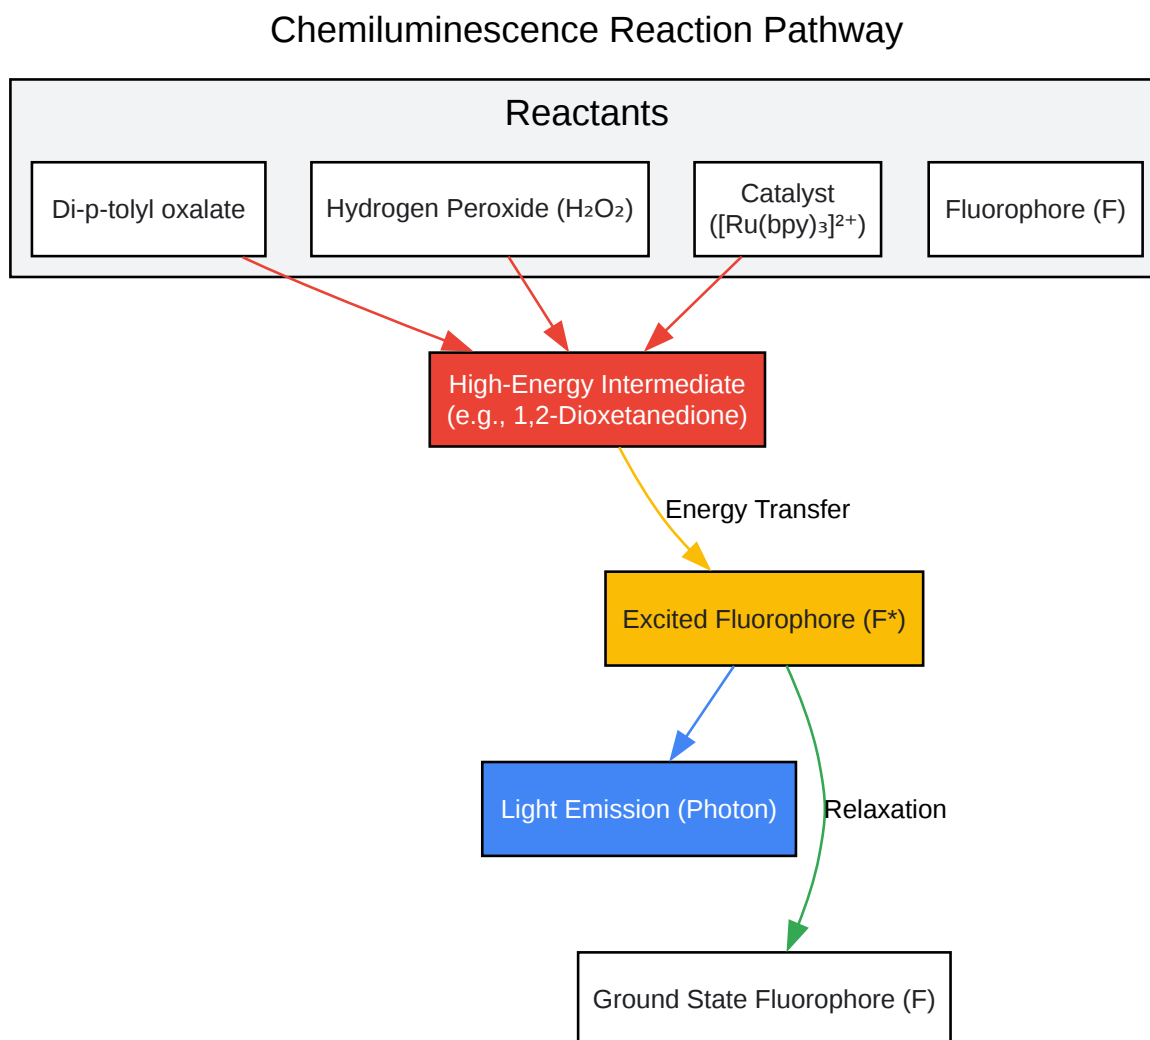 Chemiluminescence Reaction Pathway
Reactants
Di-p-tolyl oxalate
Hydrogen Peroxide (H₂O₂)
Catalyst
([Ru(bpy)₃]²⁺)
Fluorophore (F)
High-Energy Intermediate
(e.g., 1,2-Dioxetanedione)
Energy Transfer
Excited Fluorophore (F*)
Light Emission (Photon)
Relaxation
Ground State Fluorophore (F)